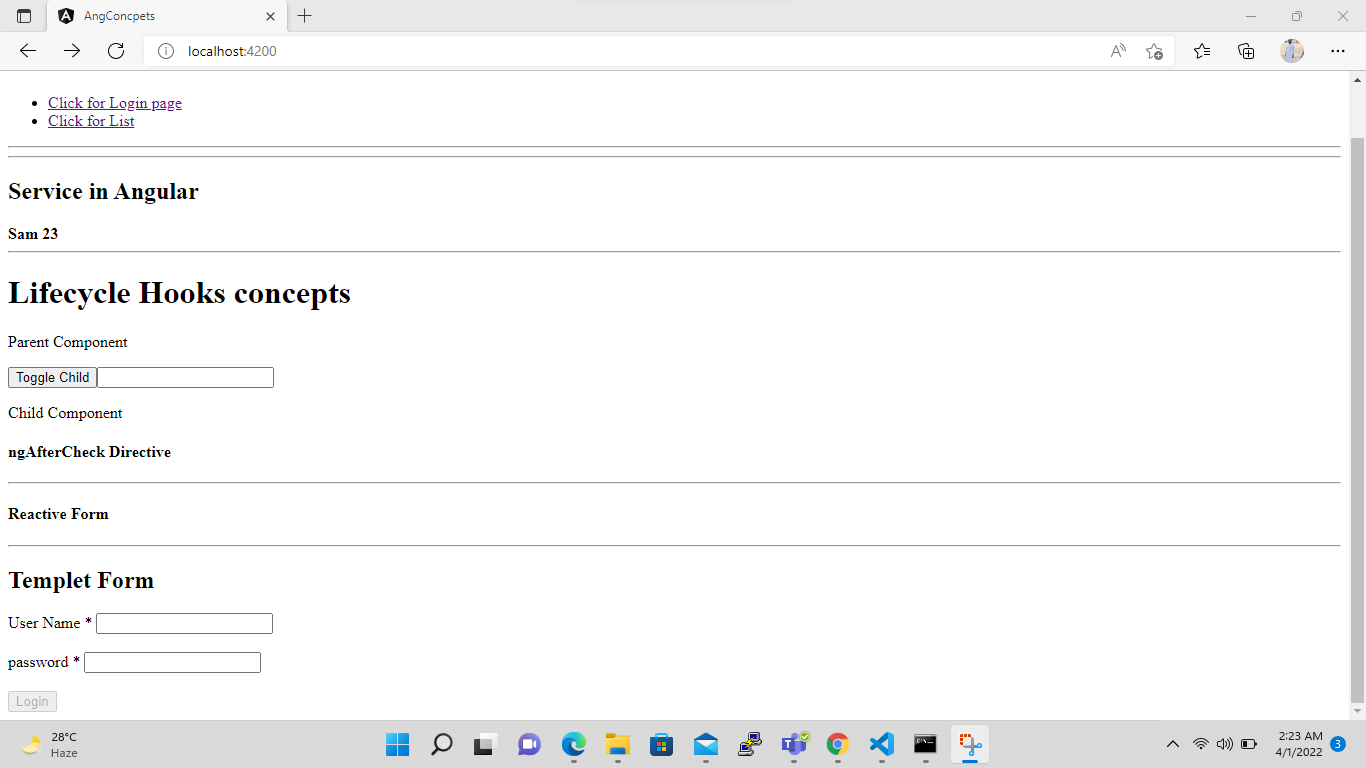 AngConcpets
localhost:4200
Click for Login page
Click for List
Service in Angular
Sam 23
Lifecycle Hooks concepts
Parent Component
Toggle Child
Child Component
ngAfterCheck Directive
Reactive Form
Templet Form
User Name *
password *
Login
28°C
Haze
2:23 AM
4/1/2022
3